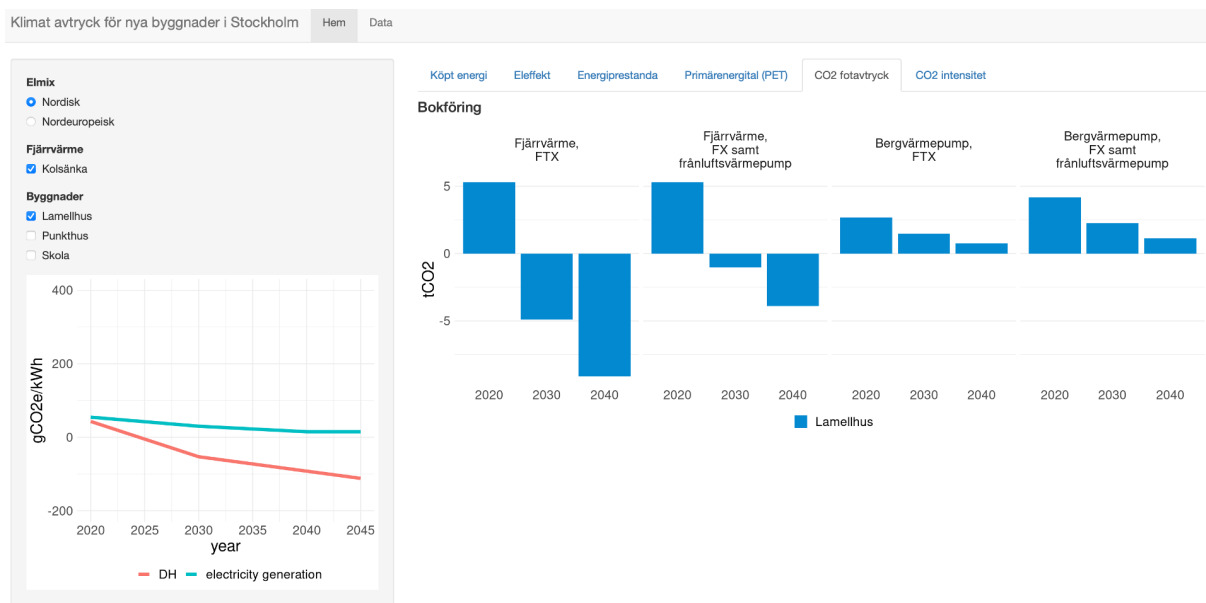 Klimat avtryck för nya byggnader i Stockholm Hem Data
Elmix
Nordisk
Nordeuropeisk
Fjärrvärme
Kolsänka
Byggnader
Lamellhus
Punkthus
Skola
gCO2e/kWh
400
200
0
-200
2020 2025 2030 2035 2040 2045
year
DH electricity generation
Köpt energi Eleffekt Energiprestanda Primärenergital (PET) CO2 fotavtryck CO2 intensitet
Bokföring
Fjärrvärme,
FTX
Fjärrvärme,
FX samt
frånluftsvärmepump
Bergvärmepump,
FTX
Bergvärmepump,
FX samt
frånluftsvärmepump
tCO2
5
0
-5
2020 2030 2040 2020 2030 2040 2020 2030 2040 2020 2030 2040
Lamellhus